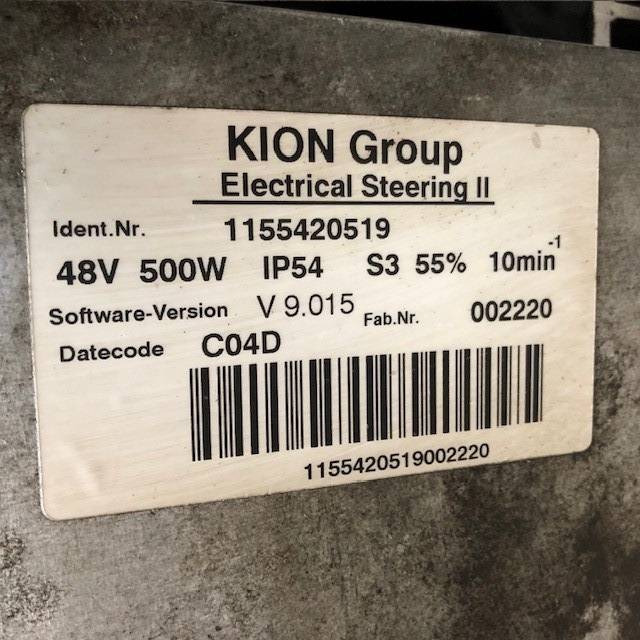 KION Group
Electrical Steering II
Ident.Nr. 1155420519
48V 500W IP54 S3 55% 10min⁻¹
Software-Version V 9.015 Fab.Nr. 002220
Datecode C04D
1155420519002220